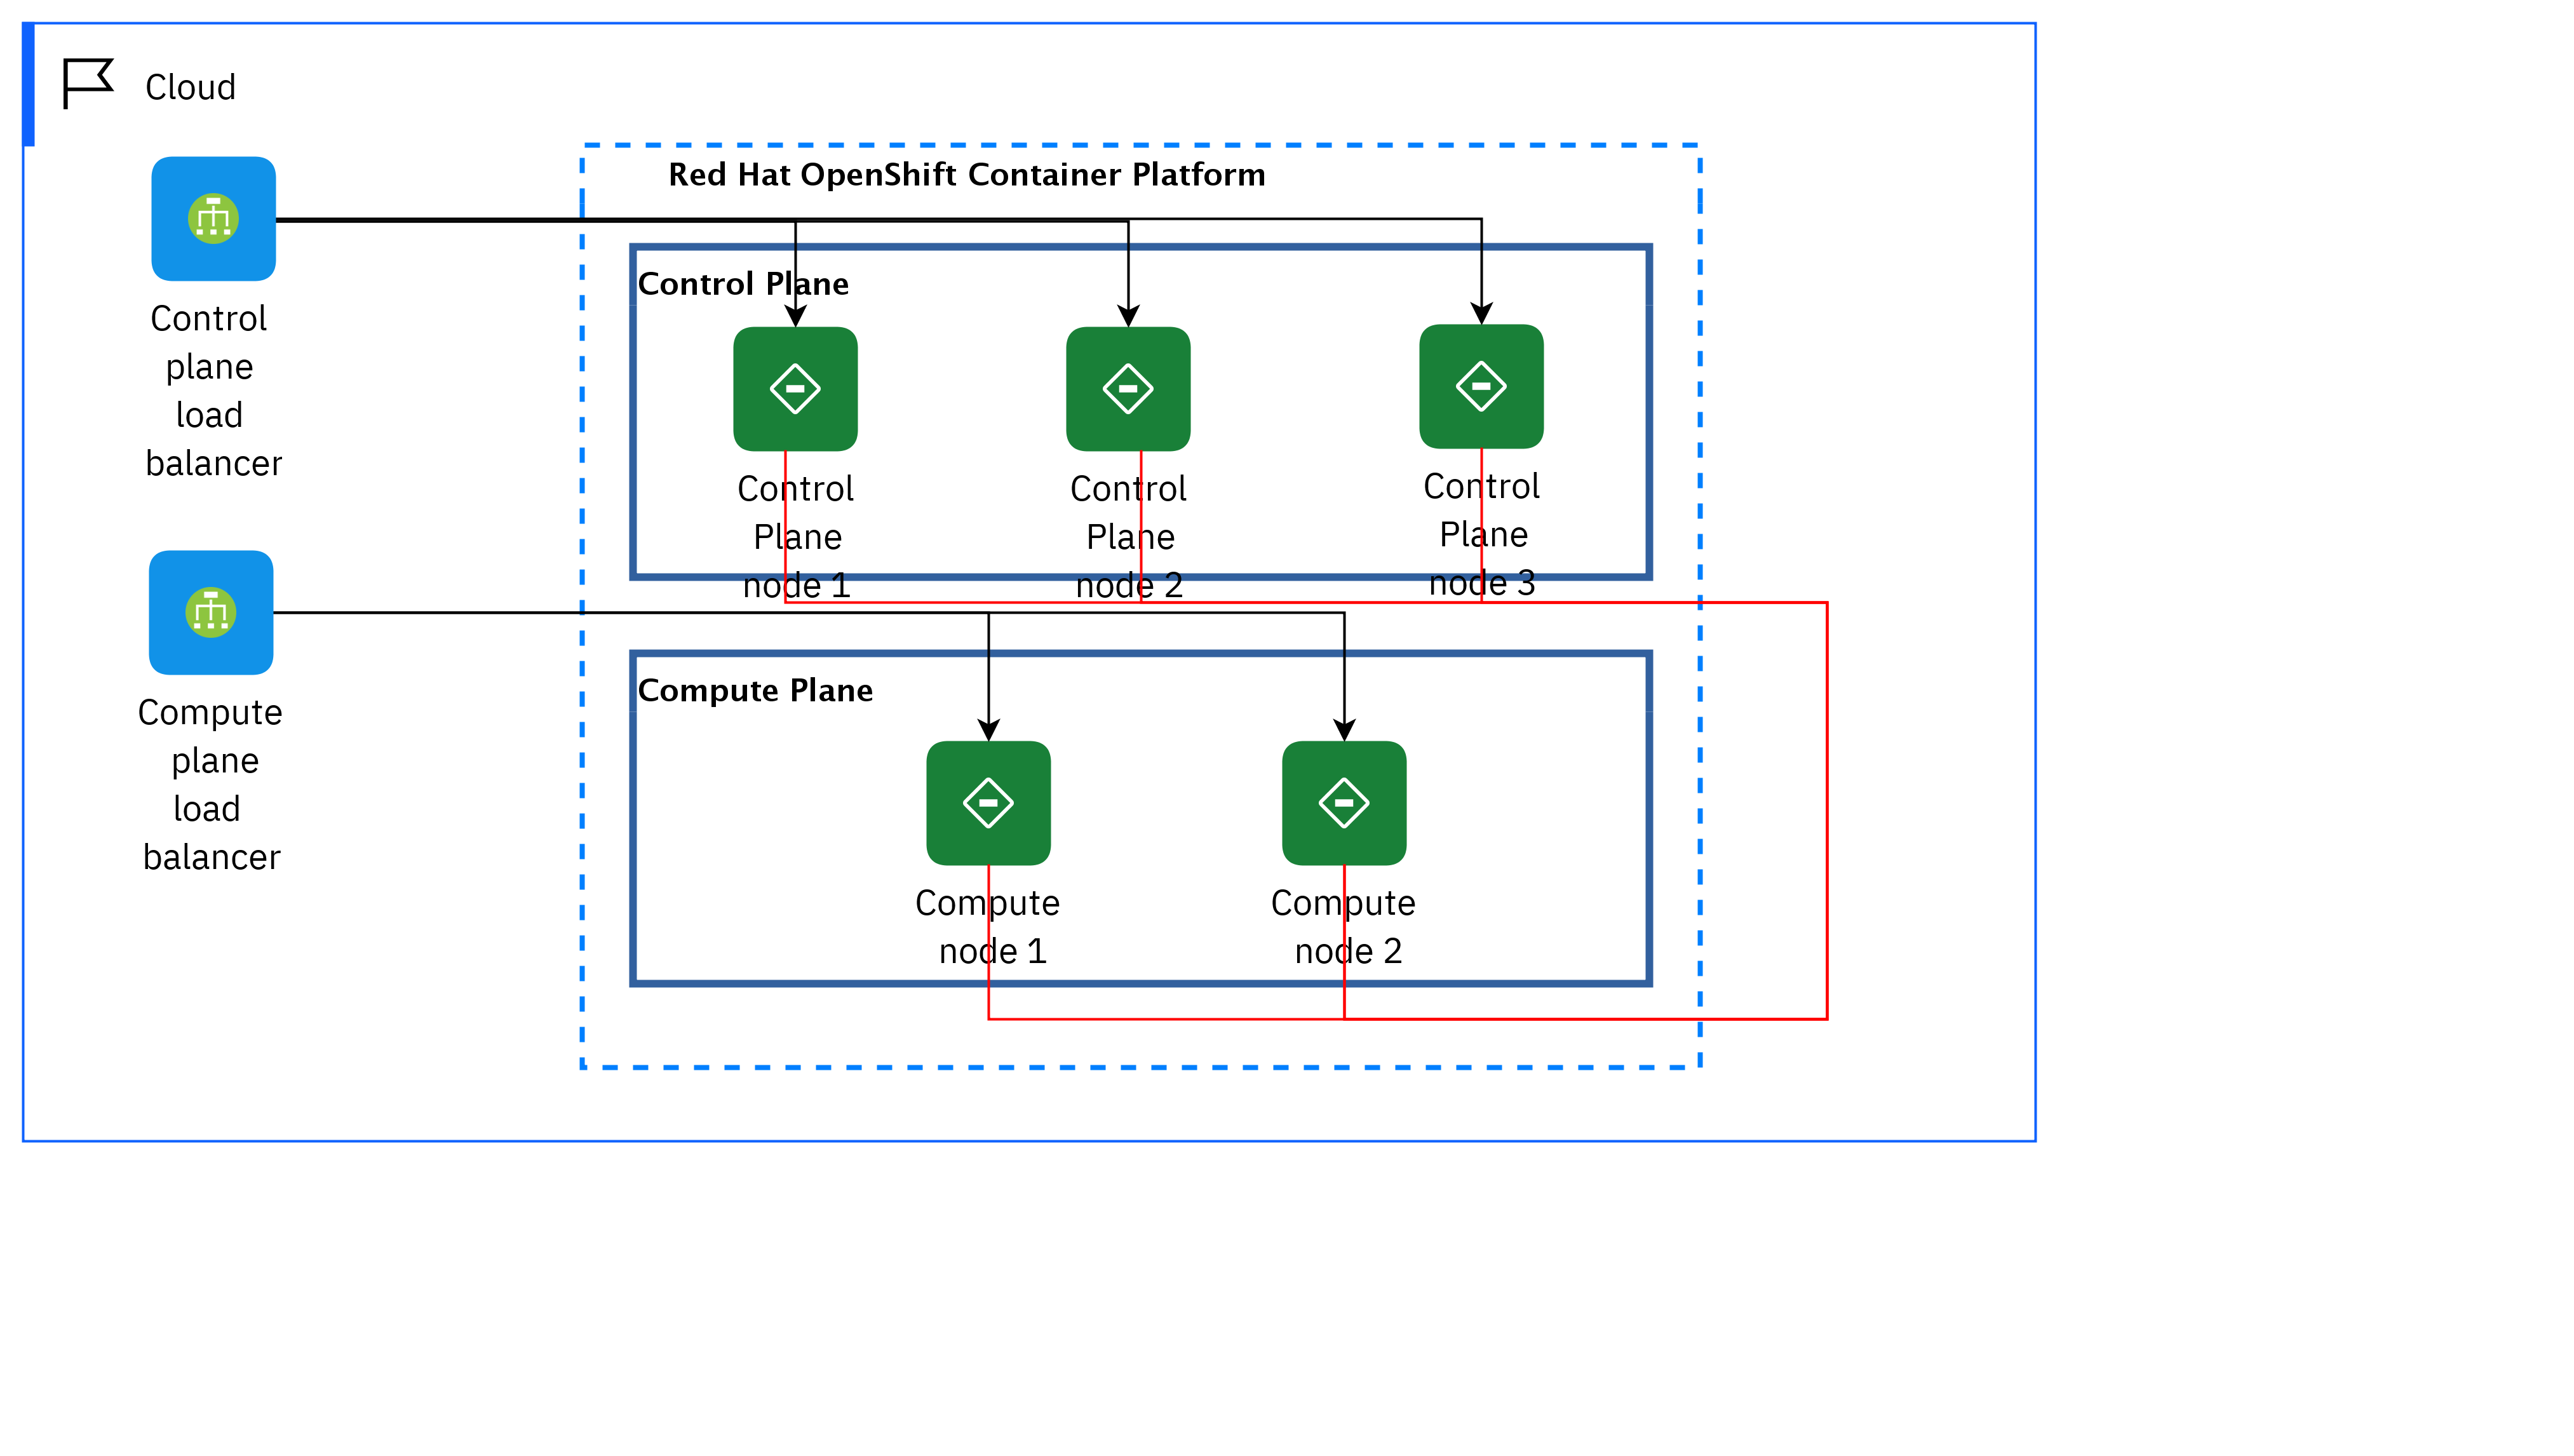 Cloud
Red Hat OpenShift Container Platform
Control
plane
load
balancer
Control Plane
Control
Plane
node 1
Control
Plane
node 2
Control
Plane
node 3
Compute
plane
load
balancer
Compute Plane
Compute
node 1
Compute
node 2